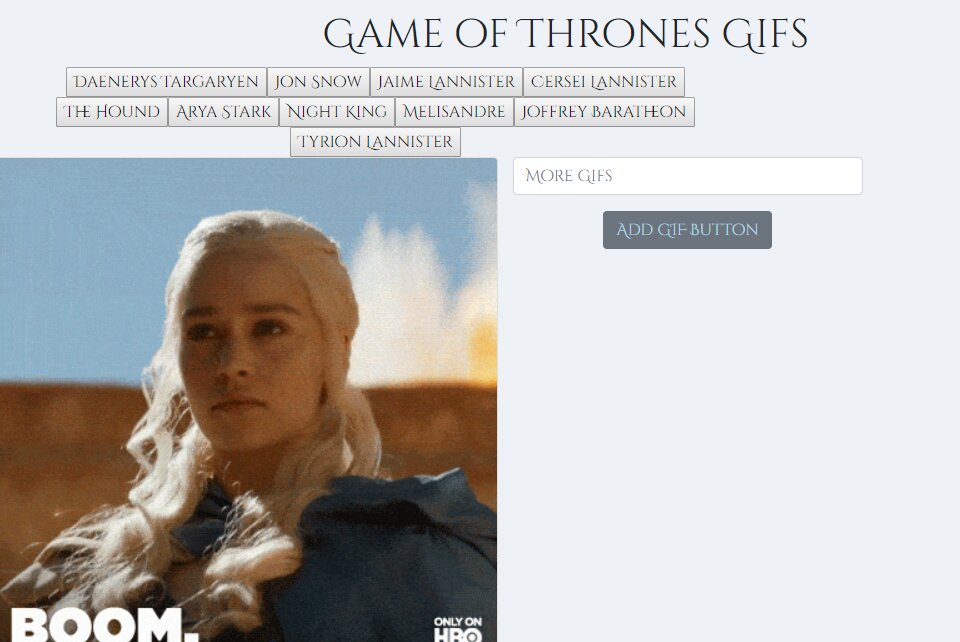 Game of Thrones Gifs
Daenerys Targaryen Jon Snow Jaime Lannister Cersei Lannister
The Hound Arya Stark Night King Melisandre Joffrey Baratheon
Tyrion Lannister
More Gifs
Add GIF Button
BOOM.
ONLY ON
HBO